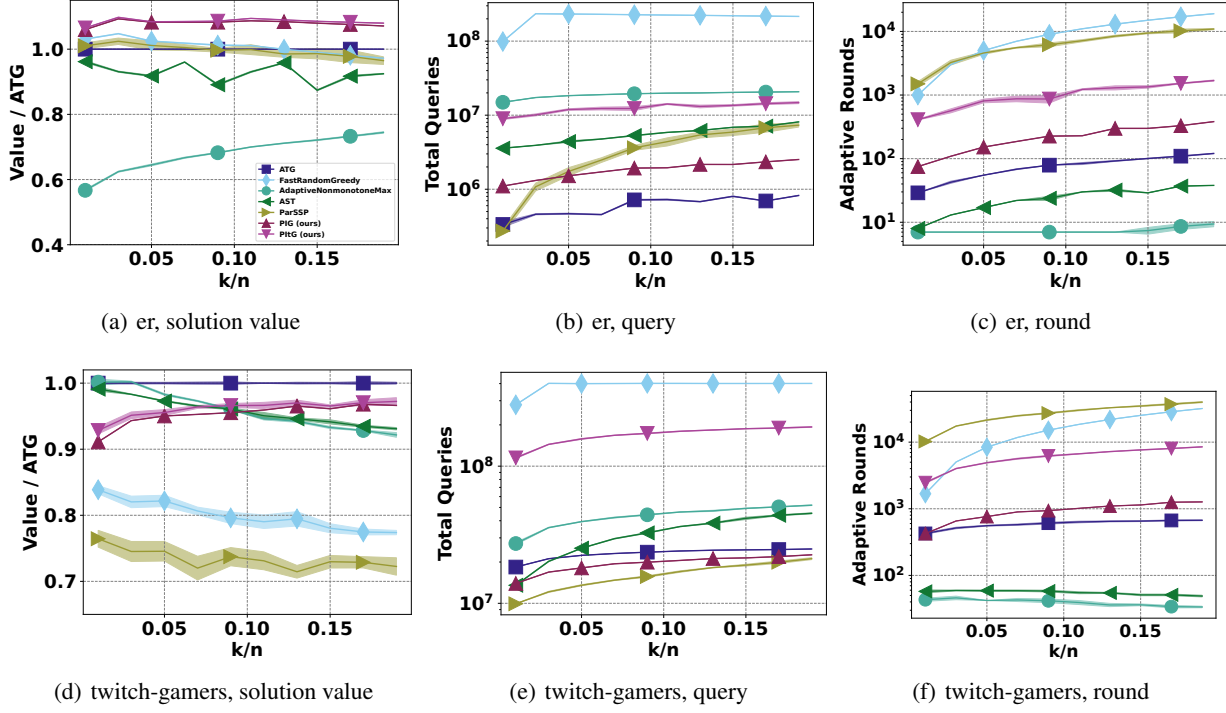 1.0
0.8
0.6
0.4
Value / ATG
0.05 0.10 0.15
k/n
ATG
FastRandomGreedy
AdaptiveNonmonotoneMax
AST
ParSSP
PIG (ours)
PItG (ours)
(a) er, solution value
10^8
10^7
10^6
Total Queries
0.05 0.10 0.15
k/n
(b) er, query
10^4
10^3
10^2
10^1
Adaptive Rounds
0.05 0.10 0.15
k/n
(c) er, round
1.0
0.9
0.8
0.7
Value / ATG
0.05 0.10 0.15
k/n
(d) twitch-gamers, solution value
10^8
10^7
Total Queries
0.05 0.10 0.15
k/n
(e) twitch-gamers, query
10^4
10^3
10^2
Adaptive Rounds
0.05 0.10 0.15
k/n
(f) twitch-gamers, round